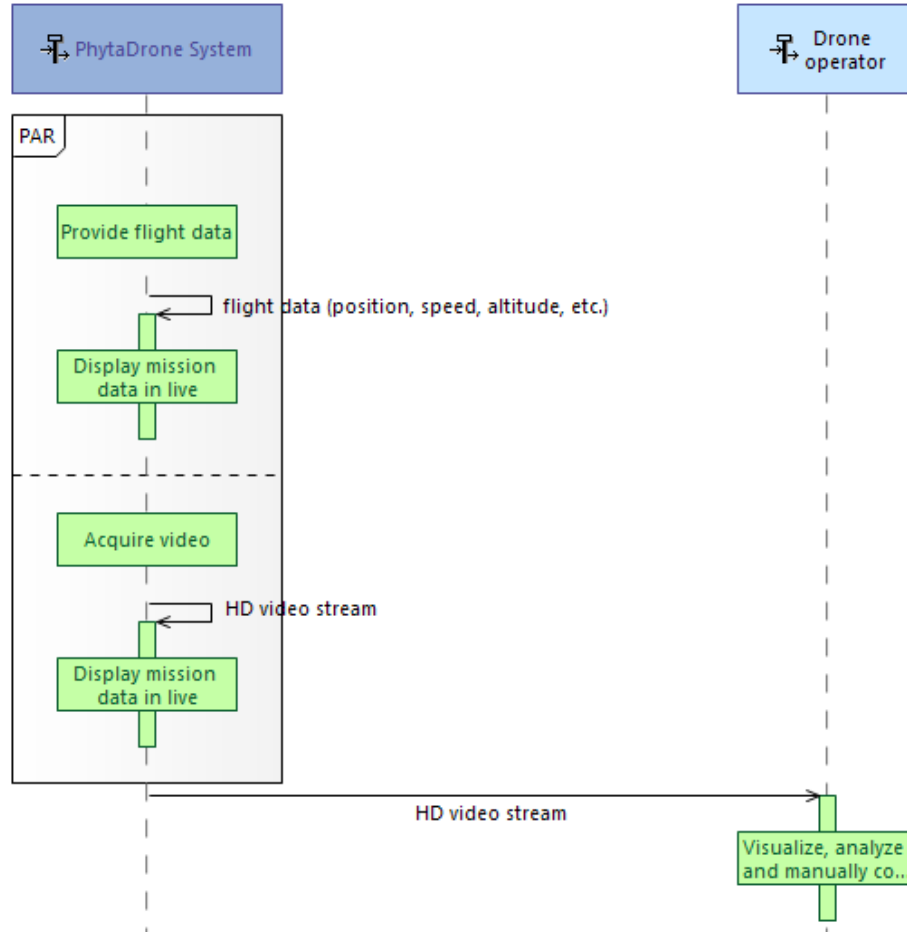 PhytaDrone System
Drone
operator
PAR
Provide flight data
flight data (position, speed, altitude, etc.)
Display mission
data in live
Acquire video
HD video stream
Display mission
data in live
HD video stream
Visualize, analyze
and manually co..